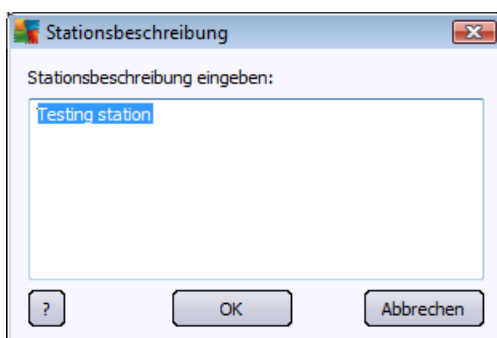 Stationsbeschreibung
Stationsbeschreibung eingeben:
Testing station
? OK Abbrechen